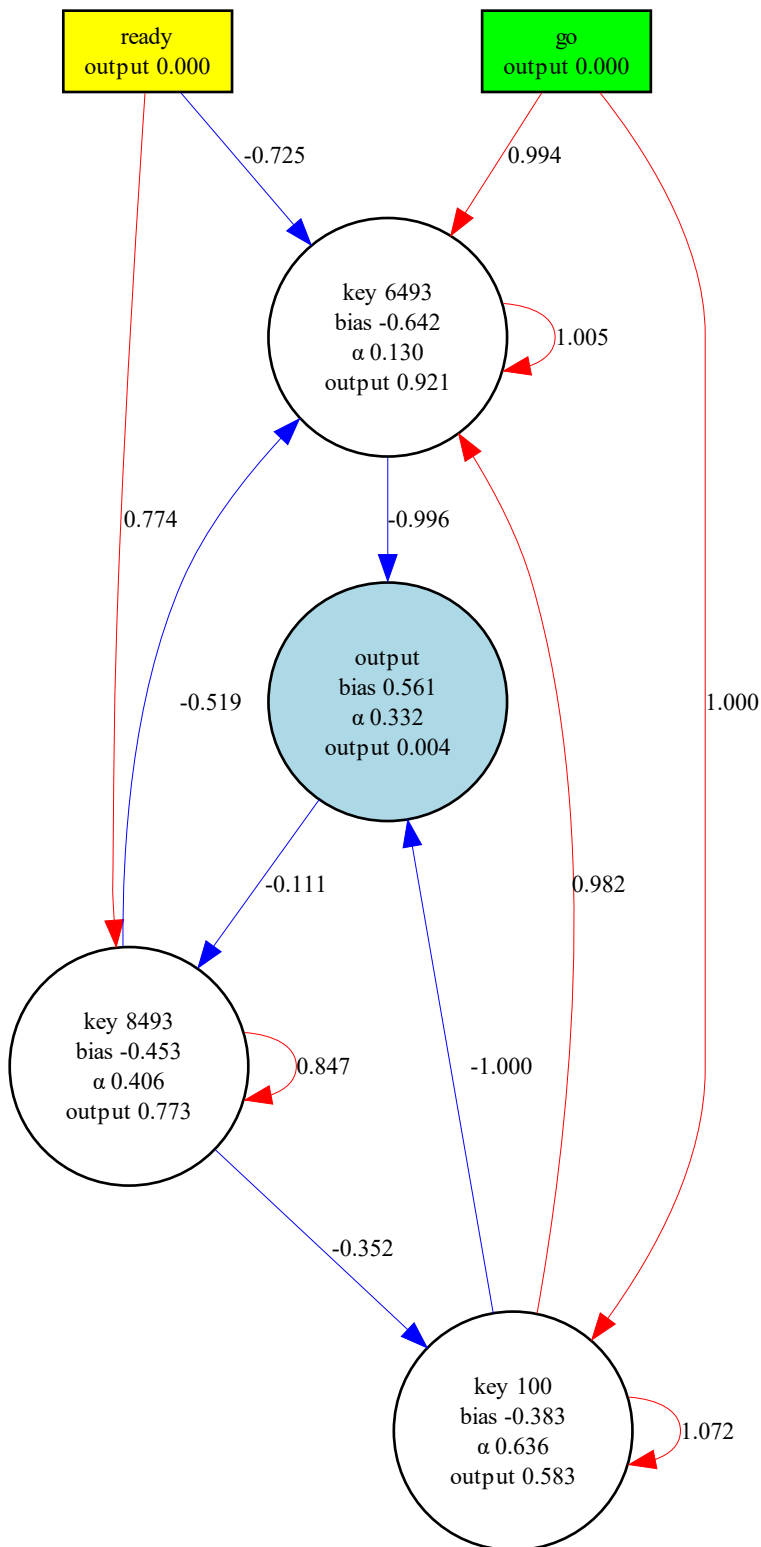 ready
output 0.000
go
output 0.000
-0.725
0.994
key 6493
bias -0.642
α 0.130
output 0.921
1.005
0.774
-0.996
output
bias 0.561
α 0.332
output 0.004
-0.519
1.000
-0.111
0.982
key 8493
bias -0.453
α 0.406
output 0.773
0.847
-1.000
-0.352
key 100
bias -0.383
α 0.636
output 0.583
1.072